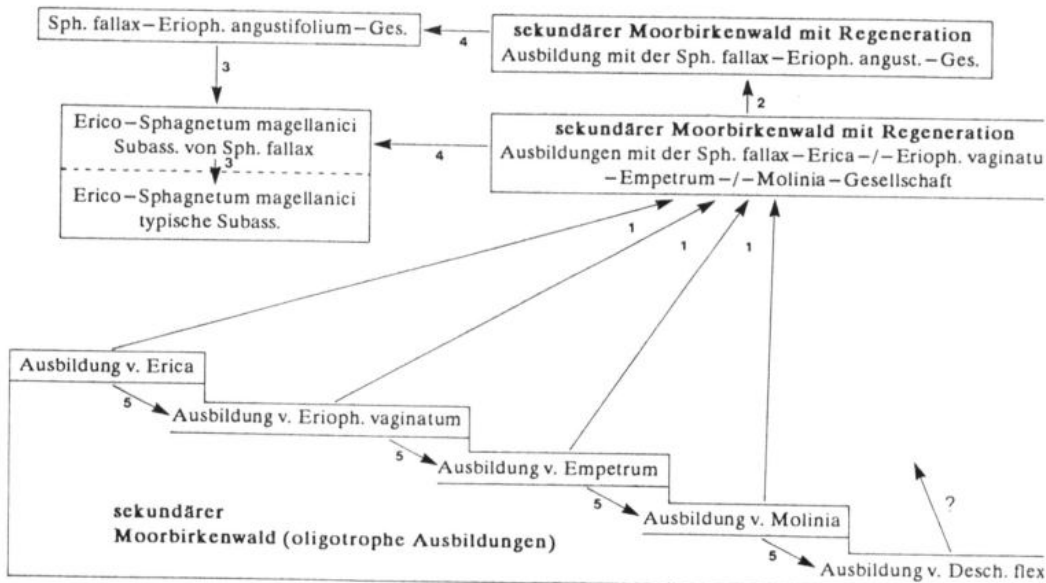 Sph. fallax−Erioph. angustifolium−Ges.
4
sekundärer Moorbirkenwald mit Regeneration
Ausbildung mit der Sph. fallax−Erioph. angust.−Ges.
3
2
Erico−Sphagnetum magellanici
Subass. von Sph. fallax
3
Erico−Sphagnetum magellanici
typische Subass.
4
sekundärer Moorbirkenwald mit Regeneration
Ausbildungen mit der Sph. fallax−Erica−/−Erioph. vaginatu
−Empetrum−/−Molinia−Gesellschaft
1
1
1
Ausbildung v. Erica
5
Ausbildung v. Erioph. vaginatum
5
Ausbildung v. Empetrum
5
Ausbildung v. Molinia
5
?
Ausbildung v. Desch. flex
sekundärer
Moorbirkenwald (oligotrophe Ausbildungen)